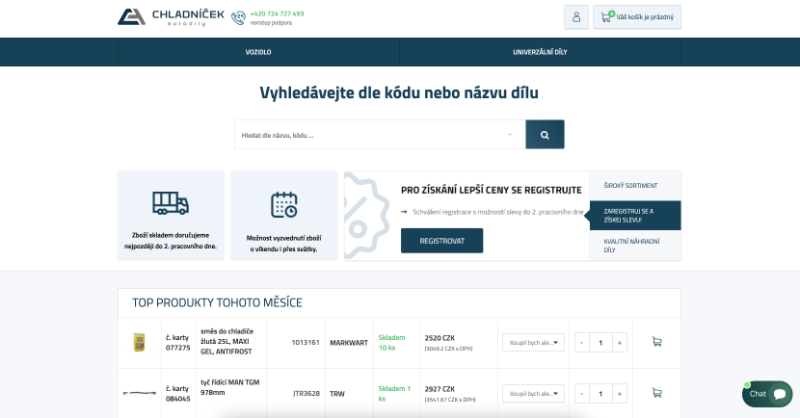 CHLADNÍČEK
autodíly
+420 724 727 493
nonstop podpora
0
Váš košík je prázdný
VOZIDLO
UNIVERZÁLNÍ DÍLY
Vyhledávejte dle kódu nebo názvu dílu
Hledat dle názvu, kódu ...
Zboží skladem doručujeme
nejpozději do 2. pracovního dne.
Možnost vyzvednutí zboží
o víkendu i přes svátky.
PRO ZÍSKÁNÍ LEPŠÍ CENY SE REGISTRUJTE
Schválení registrace s možností slevy do 2. pracovního dne
REGISTROVAT
ŠIROKÝ SORTIMENT
ZAREGISTRUJ SE A
ZÍSKEJ SLEVU!
KVALITNÍ NÁHRADNÍ
DÍLY
TOP PRODUKTY TOHOTO MĚSÍCE
č. karty
077275
směs do chladiče
žlutá 25L, MAXI
GEL, ANTIFROST
1013161
MARKWART
Skladem
10 ks
2520 CZK
(3049.2 CZK s DPH)
Koupil bych ale...
- 1 +
č. karty
084045
tyč řídící MAN TGM
978mm
JTR3628
TRW
Skladem 1
ks
2927 CZK
(3541.67 CZK s DPH)
Koupil bych ale...
- 1 +
Chat